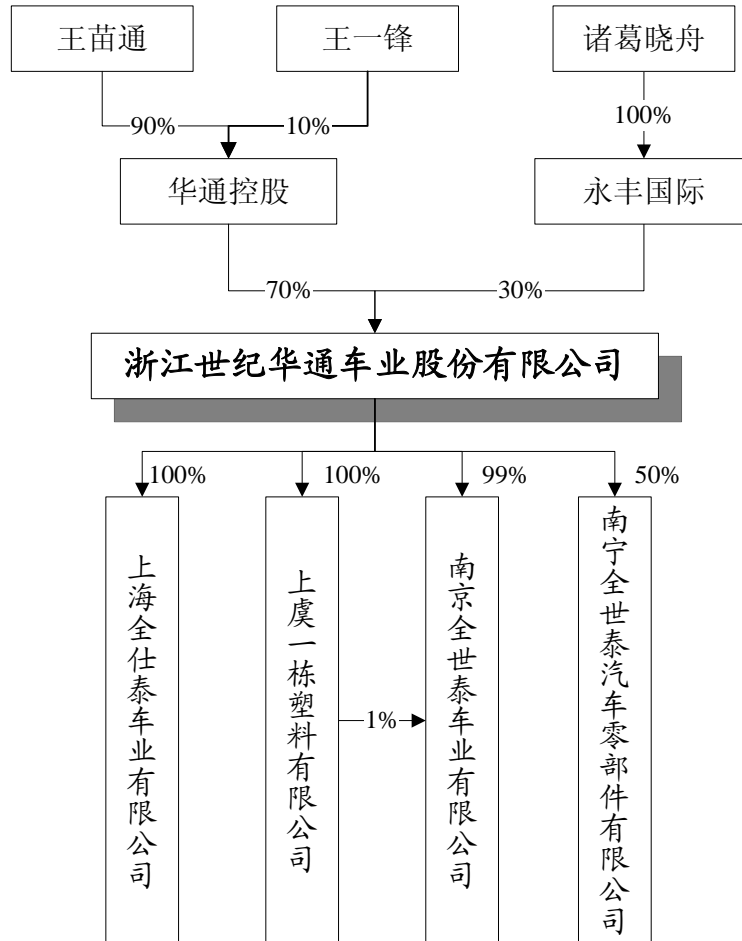 王苗通
王一锋
诸葛晓舟
90%
10%
100%
华通控股
永丰国际
70%
30%
浙江世纪华通车业股份有限公司
100%
100%
99%
50%
上海全仕泰车业有限公司
上虞一栋塑料有限公司
1%
南京全世泰车业有限公司
南宁全世泰汽车零部件有限公司